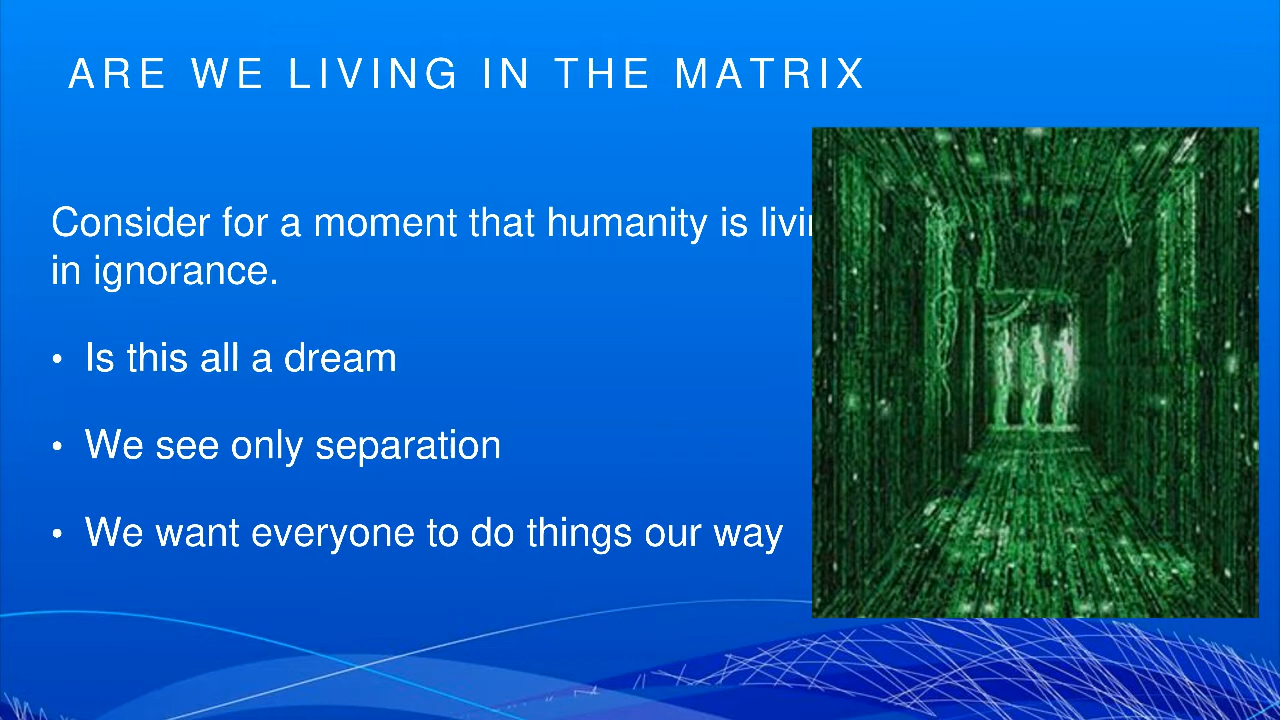 ARE WE LIVING IN THE MATRIX
Consider for a moment that humanity is
in ignorance.
• Is this all a dream
• We see only separation
• We want everyone to do things our way